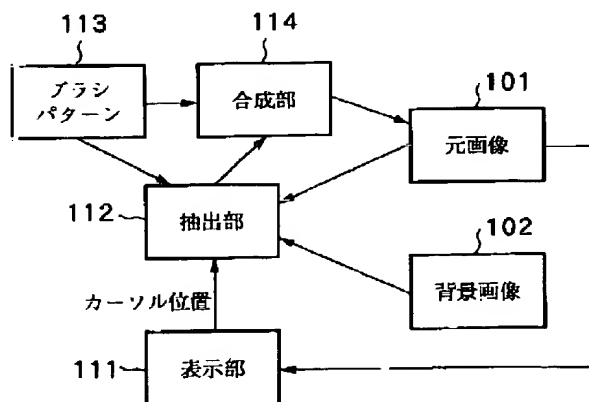 113
114
ブラシ
パターン
合成部
101
元画像
112
抽出部
102
背景画像
カーソル位置
111
表示部